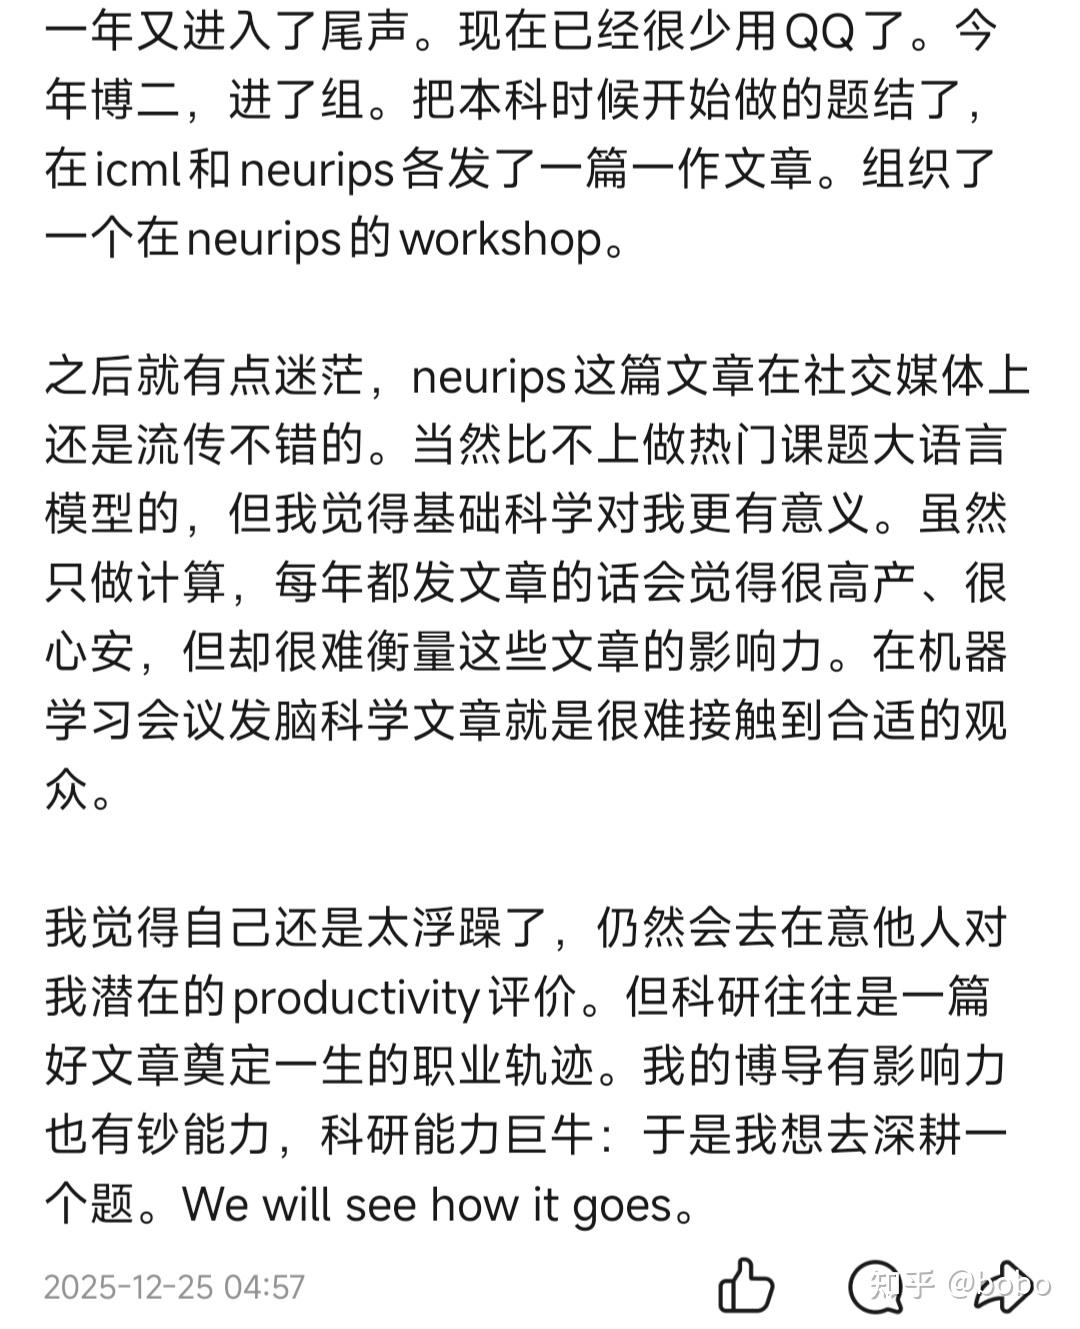 一年又进入了尾声。现在已经很少用QQ了。今
年博二，进了组。把本科时候开始做的题结了，
在icml和neurips各发了一篇一作文章。组织了
一个在neurips的workshop。
之后就有点迷茫，neurips这篇文章在社交媒体上
还是流传不错的。当然比不上做热门课题大语言
模型的，但我觉得基础科学对我更有意义。虽然
只做计算，每年都发文章的话会觉得很高产、很
心安，但却很难衡量这些文章的影响力。在机器
学习会议发脑科学文章就是很难接触到合适的观
众。
我觉得自己还是太浮躁了，仍然会去在意他人对
我潜在的productivity评价。但科研往往是一篇
好文章奠定一生的职业轨迹。我的博导有影响力
也有钞能力，科研能力巨牛：于是我想去深耕一
个题。We will see how it goes。
2025-12-25 04:57
知乎 @bobo